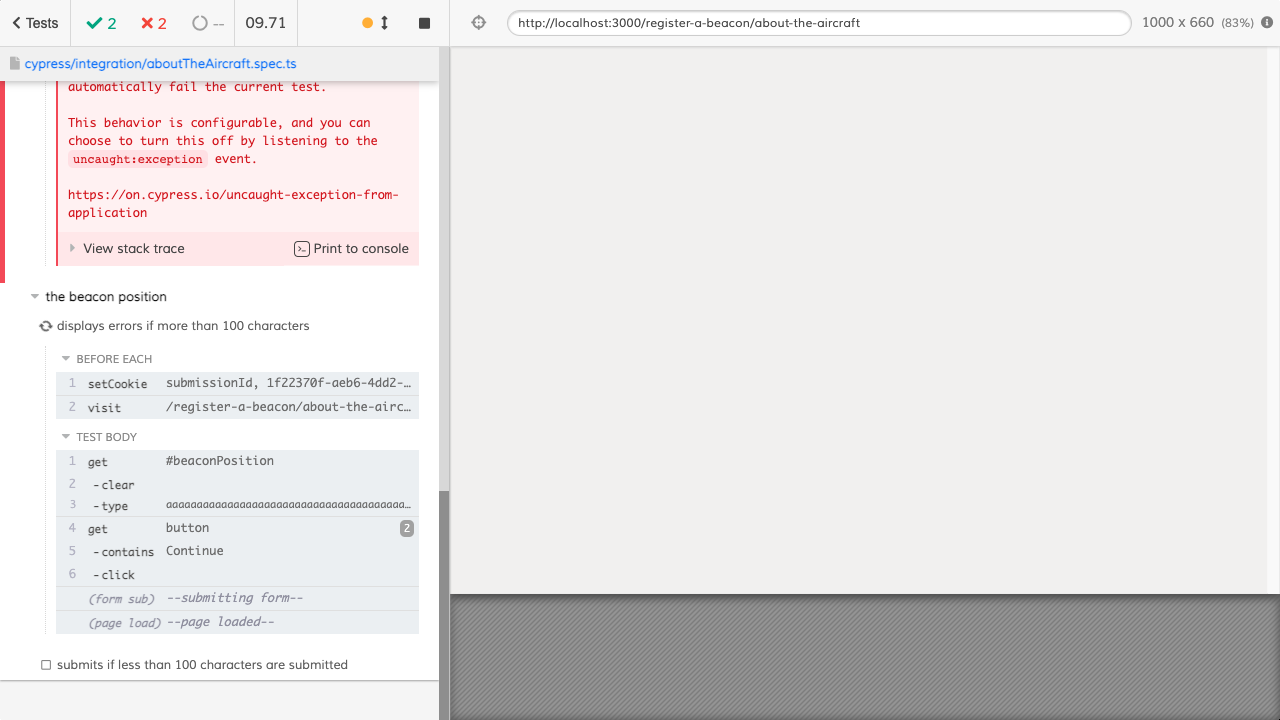 Tests 2 2 -- 09.71
http://localhost:3000/register-a-beacon/about-the-aircraft 1000 x 660 (83%)
cypress/integration/aboutTheAircraft.spec.ts
automatically fail the current test.
This behavior is configurable, and you can
choose to turn this off by listening to the
uncaught:exception event.
https://on.cypress.io/uncaught-exception-from-
application
View stack trace Print to console
the beacon position
displays errors if more than 100 characters
BEFORE EACH
1 setCookie submissionId, 1f22370f-aeb6-4dd2-…
2 visit /register-a-beacon/about-the-airc…
TEST BODY
1 get #beaconPosition
2 -clear
3 -type aaaaaaaaaaaaaaaaaaaaaaaaaaaaaaaaaaaaaaa…
4 get button 2
5 -contains Continue
6 -click
(form sub) --submitting form--
(page load) --page loaded--
submits if less than 100 characters are submitted